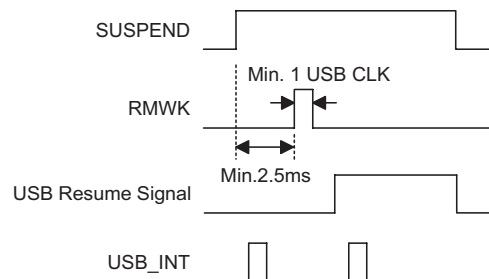 SUSPEND
Min. 1 USB CLK
RMWK
Min.2.5ms
USB Resume Signal
USB_INT